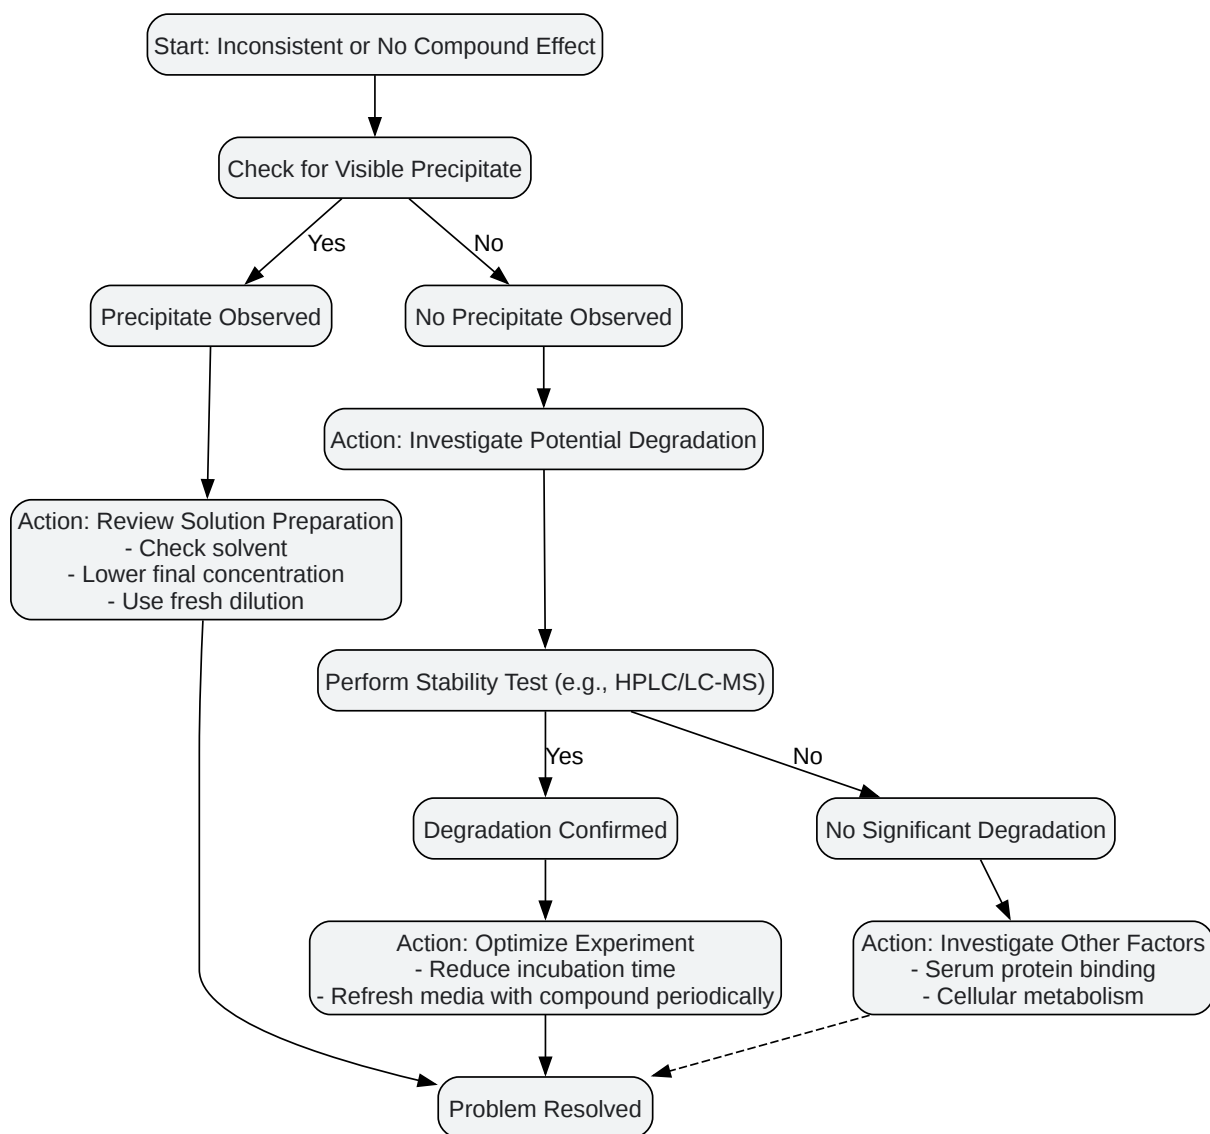 Start: Inconsistent or No Compound Effect
Check for Visible Precipitate
Yes
No
Precipitate Observed
No Precipitate Observed
Action: Investigate Potential Degradation
Action: Review Solution Preparation
- Check solvent
- Lower final concentration
- Use fresh dilution
Perform Stability Test (e.g., HPLC/LC-MS)
Yes
No
Degradation Confirmed
No Significant Degradation
Action: Optimize Experiment
- Reduce incubation time
- Refresh media with compound periodically
Action: Investigate Other Factors
- Serum protein binding
- Cellular metabolism
Problem Resolved